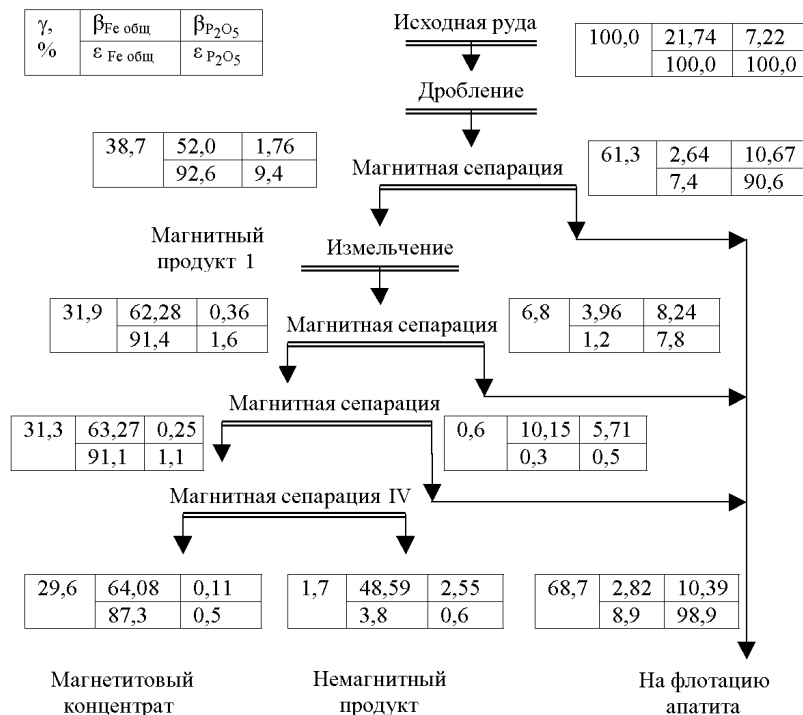 γ, % β Fe общ β P2O5
ε Fe общ ε P2O5
Исходная руда
100,0 21,74 7,22
100,0 100,0
Дробление
38,7 52,0 1,76
92,6 9,4
Магнитная сепарация
61,3 2,64 10,67
7,4 90,6
Магнитный
продукт 1
Измельчение
31,9 62,28 0,36
91,4 1,6
Магнитная сепарация
6,8 3,96 8,24
1,2 7,8
Магнитная сепарация
31,3 63,27 0,25
91,1 1,1
0,6 10,15 5,71
0,3 0,5
Магнитная сепарация IV
29,6 64,08 0,11
87,3 0,5
1,7 48,59 2,55
3,8 0,6
68,7 2,82 10,39
8,9 98,9
Магнетитовый
концентрат
Немагнитный
продукт
На флотацию
апатита